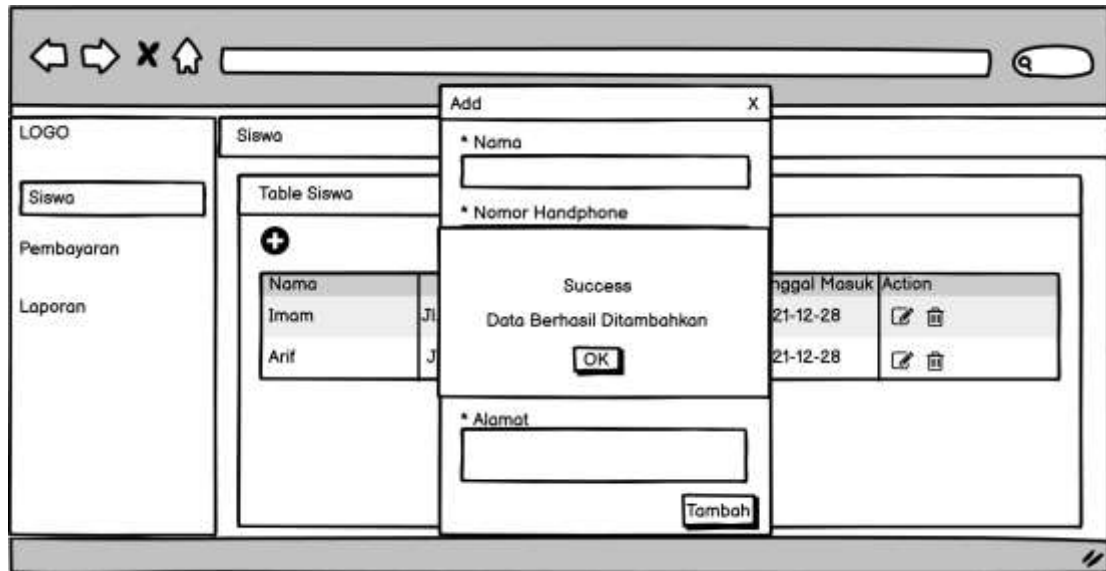 Add X
LOGO
Siswa
* Nama
Siswa
Table Siswa
* Nomor Handphone
Pembayaran
Nama
nggal Masuk
Action
Success
Laporan
Imam
Jl.
21-12-28
Data Berhasil Ditambahkan
Arif
J
21-12-28
OK
* Alamat
Tambah